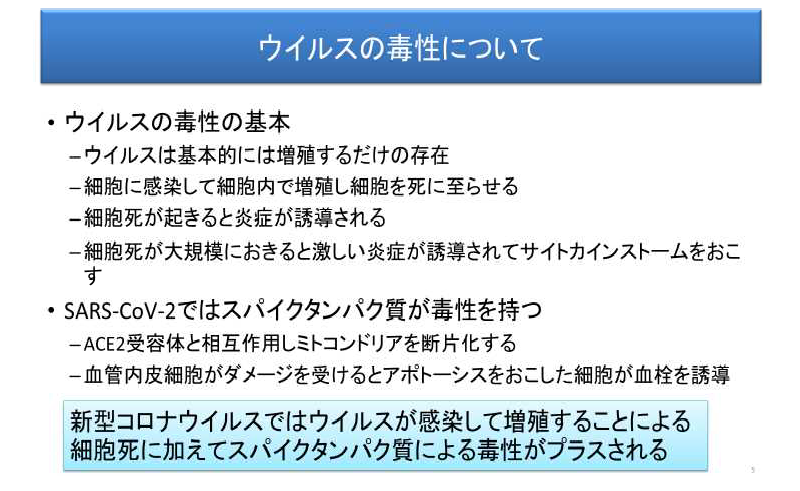 ウイルスの毒性について
• ウイルスの毒性の基本
–ウイルスは基本的には増殖するだけの存在
–細胞に感染して細胞内で増殖し細胞を死に至らせる
–細胞死が起きると炎症が誘導される
–細胞死が大規模におきると激しい炎症が誘導されてサイトカインストームをおこ
す
• SARS-CoV-2ではスパイクタンパク質が毒性を持つ
–ACE2受容体と相互作用しミトコンドリアを断片化する
–血管内皮細胞がダメージを受けるとアポトーシスをおこした細胞が血栓を誘導
新型コロナウイルスではウイルスが感染して増殖することによる
細胞死に加えてスパイクタンパク質による毒性がプラスされる
5